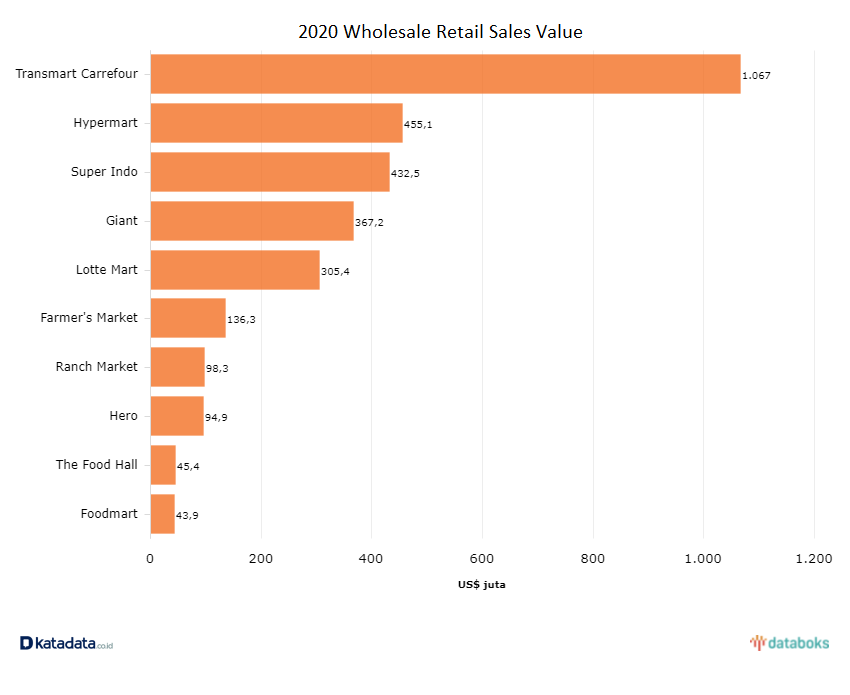 2020 Wholesale Retail Sales Value
Transmart Carrefour 1.067
Hypermart 455,1
Super Indo 432,5
Giant 367,2
Lotte Mart 305,4
Farmer's Market 136,3
Ranch Market 98,3
Hero 94,9
The Food Hall 45,4
Foodmart 43,9
0 200 400 600 800 1.000 1.200
US$ juta
katadata.co.id databoks